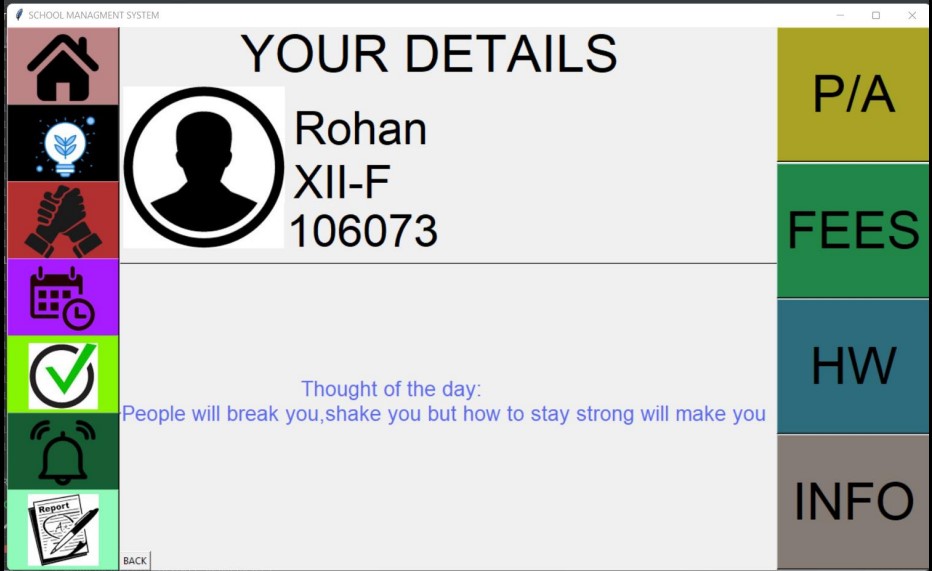 SCHOOL MANAGMENT SYSTEM
YOUR DETAILS
Rohan
XII-F
106073
Thought of the day:
People will break you,shake you but how to stay strong will make you
BACK
Report
A+
P/A
FEES
HW
INFO